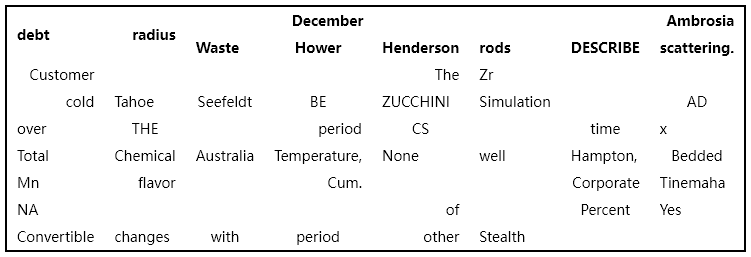 debt radius Waste December Hower Henderson rods DESCRIBE Ambrosia scattering.
Customer The Zr
cold Tahoe Seefeldt BE ZUCCHINI Simulation AD
over THE period CS time x
Total Chemical Australia Temperature, None well Hampton, Bedded
Mn flavor Cum. Corporate Tinemaha
NA of Percent Yes
Convertible changes with period other Stealth